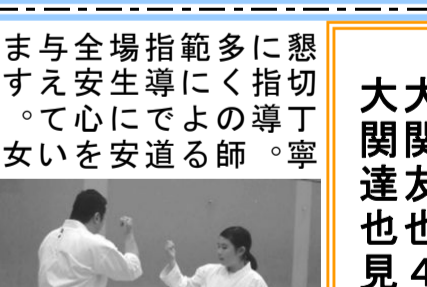 大関友也４
大関達也見
懇切丁寧
に指導。
多くの師
範による
指導で道
場生に安
全安心を
与えてい
ます。女